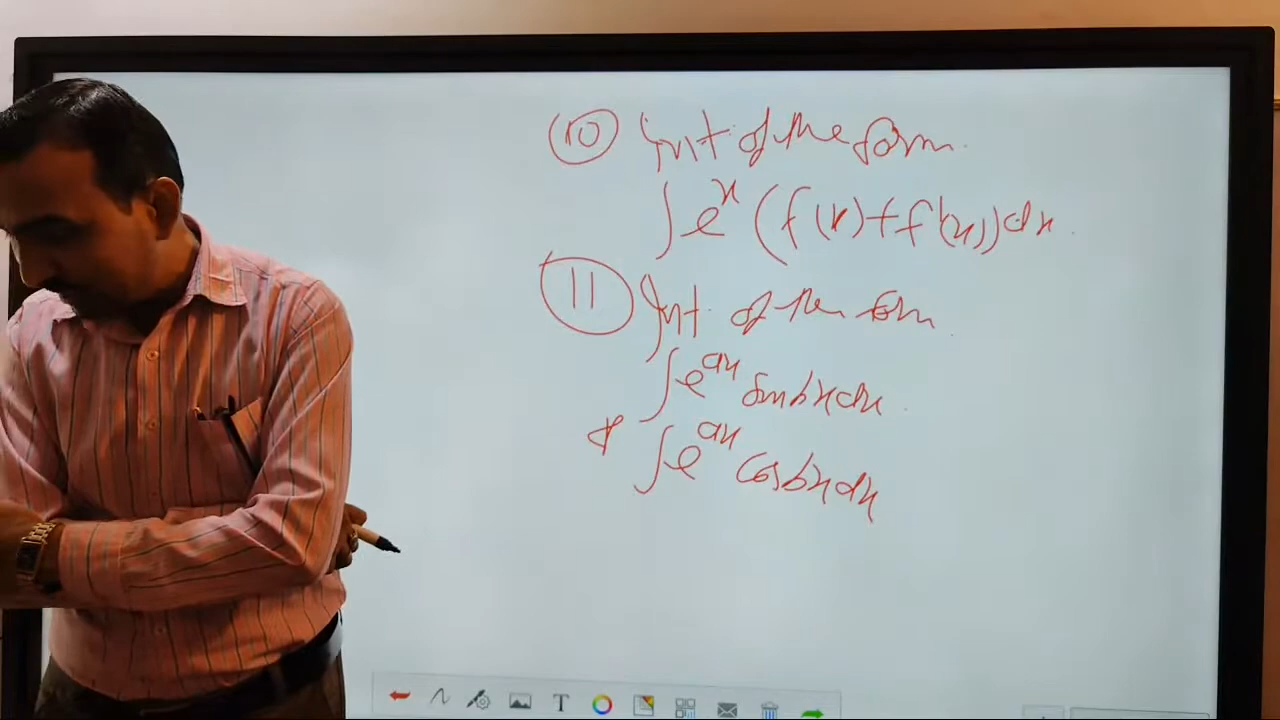 (10) Int. of the form
∫ e^x (f(x) + f'(x)) dx.
(11) Int. of the form
∫ e^{ax} sin bx dx.
& ∫ e^{ax} cos bx dx
T